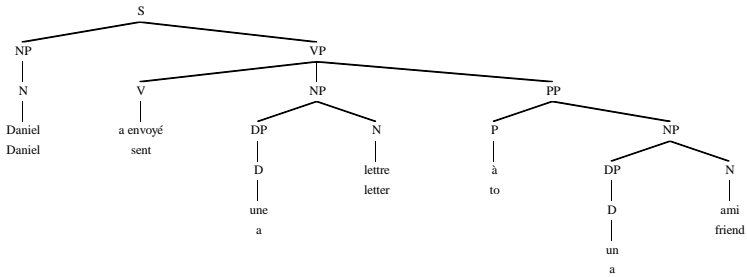 S
NP VP
N V NP PP
Daniel a envoyé DP N P NP
Daniel sent
D lettre à DP N
letter to
une D ami
a friend
un
a